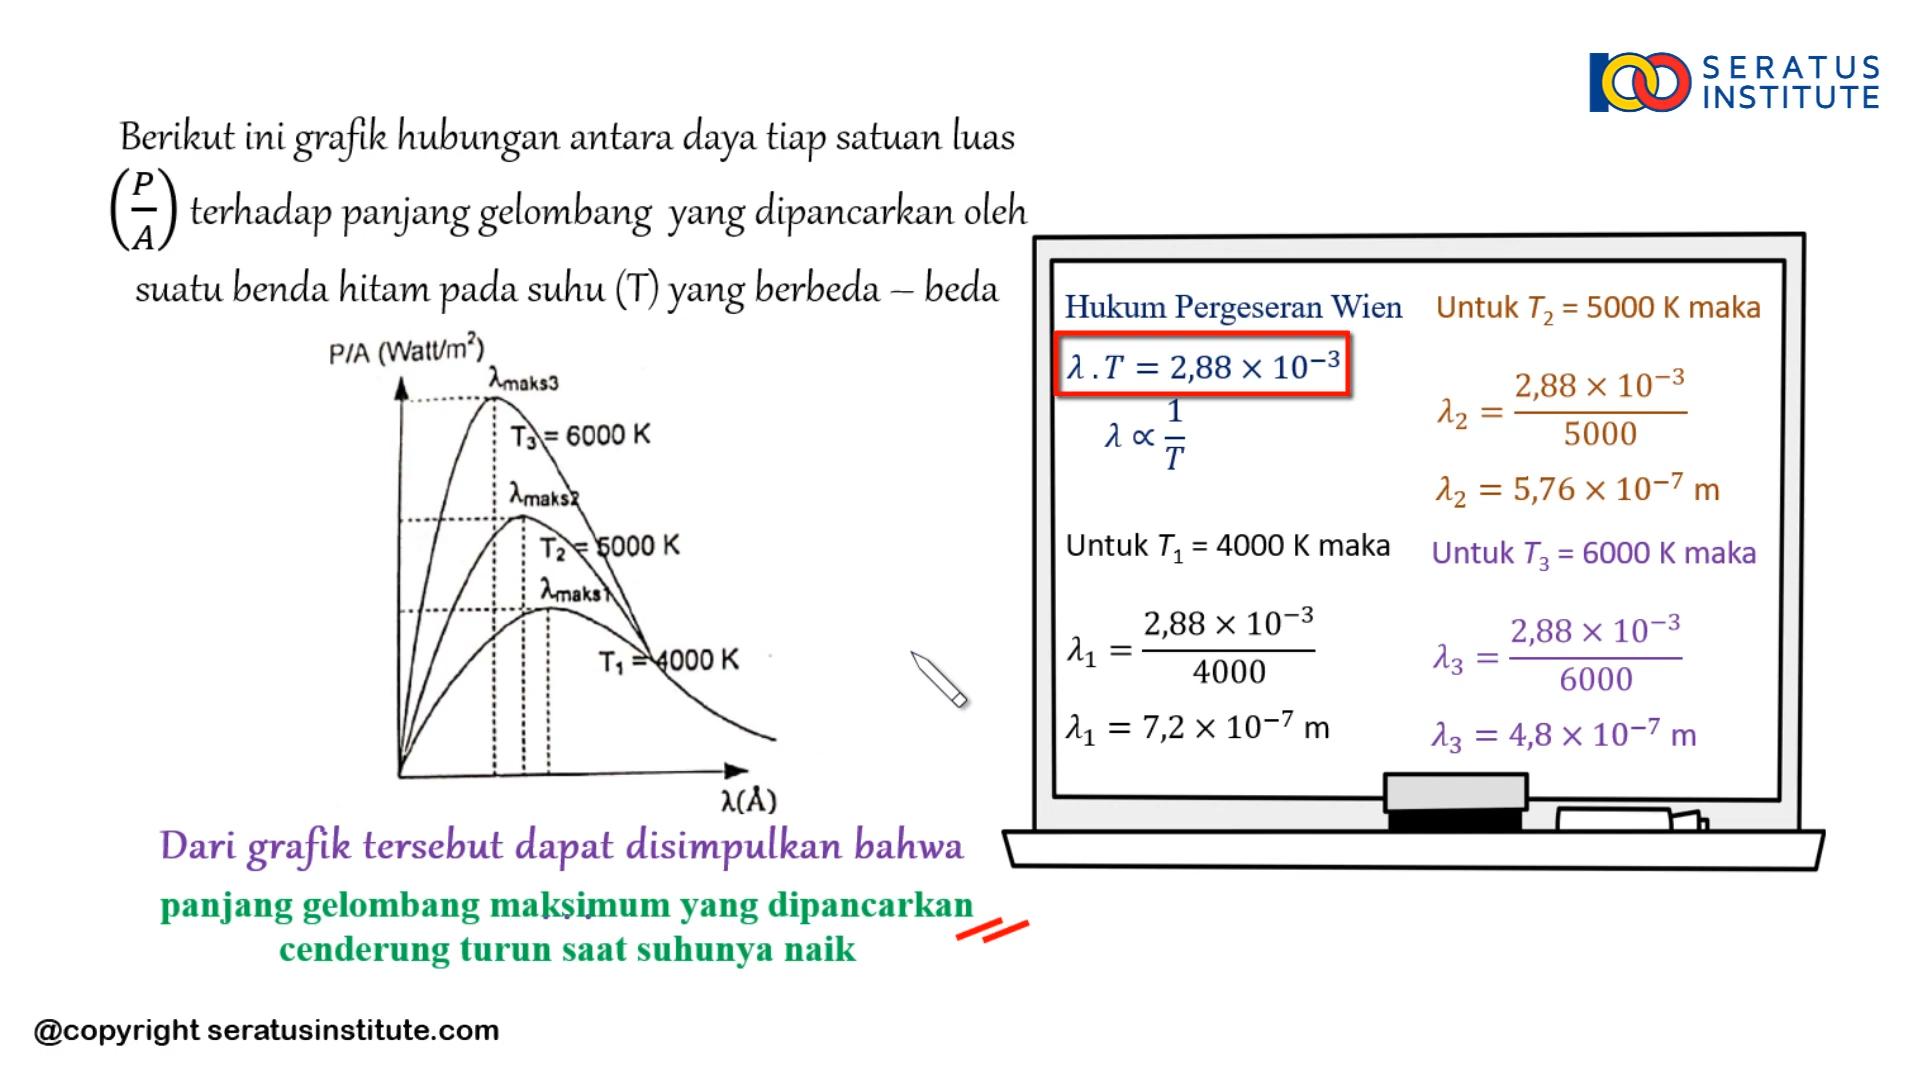 SERATUS
INSTITUTE
Berikut ini grafik hubungan antara daya tiap satuan luas
(P/A) terhadap panjang gelombang yang dipancarkan oleh
suatu benda hitam pada suhu (T) yang berbeda – beda
P/A (Watt/m²)
λmaks3
T₃ = 6000 K
λmaks2
T₂ = 5000 K
λmaks1
T₁ = 4000 K
λ(Å)
Dari grafik tersebut dapat disimpulkan bahwa
...
panjang gelombang maksimum yang dipancarkan
cenderung turun saat suhunya naik
Hukum Pergeseran Wien
λ . T = 2,88 × 10⁻³
λ ∝ 1/T
Untuk T₁ = 4000 K maka
λ₁ = 2,88 × 10⁻³ / 4000
λ₁ = 7,2 × 10⁻⁷ m
Untuk T₂ = 5000 K maka
λ₂ = 2,88 × 10⁻³ / 5000
λ₂ = 5,76 × 10⁻⁷ m
Untuk T₃ = 6000 K maka
λ₃ = 2,88 × 10⁻³ / 6000
λ₃ = 4,8 × 10⁻⁷ m
@copyright seratusinstitute.com